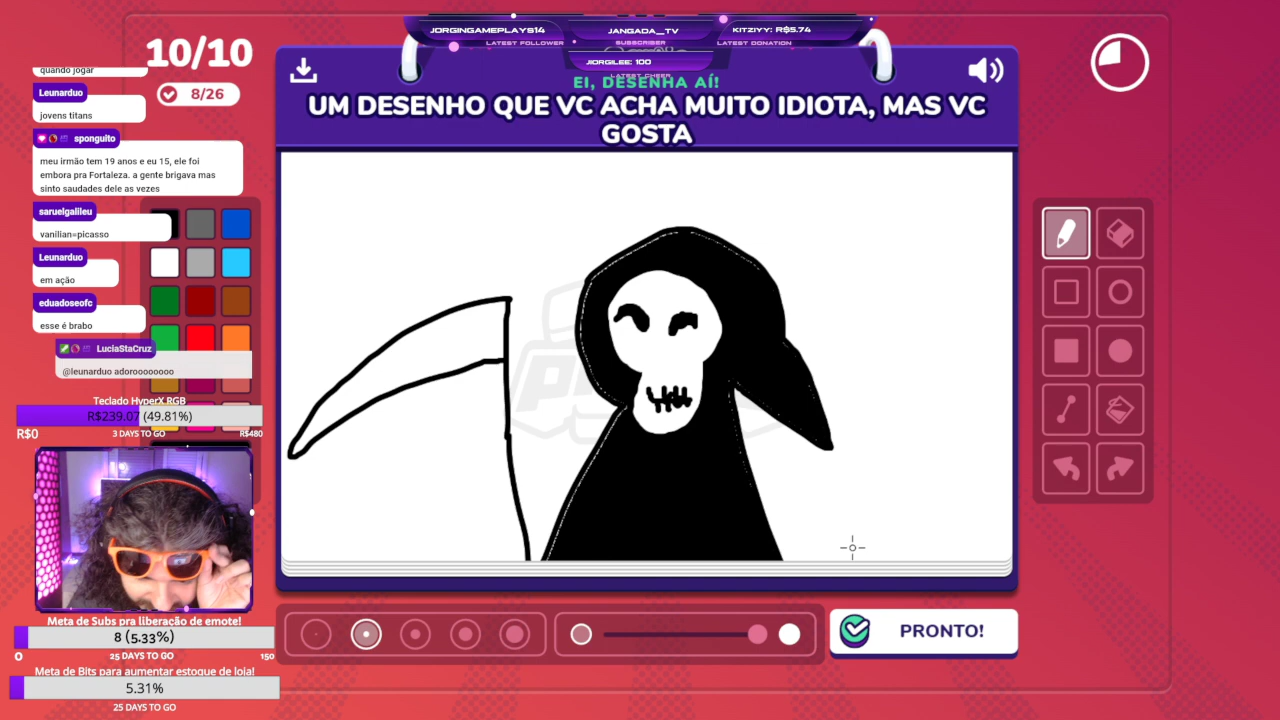 JORGINGAMEPLAYS14
LATEST FOLLOWER
JANGADA_TV
SUBSCRIBER
KITZIYY: R$5.74
LATEST DONATION
JIORGILEE: 100
LATEST CHEER
10/10
8/26
EI, DESENHA AÍ!
UM DESENHO QUE VC ACHA MUITO IDIOTA, MAS VC
GOSTA
quando jogar
Leunarduo
jovens titans
sponguito
meu irmão tem 19 anos e eu 15, ele foi
embora pra Fortaleza. a gente brigava mas
sinto saudades dele as vezes
saruelgalileu
vanilian=picasso
Leunarduo
em ação
eduadoseofc
esse é brabo
LuciaStaCruz
@leunarduo adoroooooooo
Teclado HyperX RGB
R$239.07 (49.81%)
R$0
3 DAYS TO GO
R$480
Meta de Subs pra liberação de emote!
8 (5.33%)
0
25 DAYS TO GO
150
Meta de Bits para aumentar estoque de loja!
5.31%
25 DAYS TO GO
PRONTO!